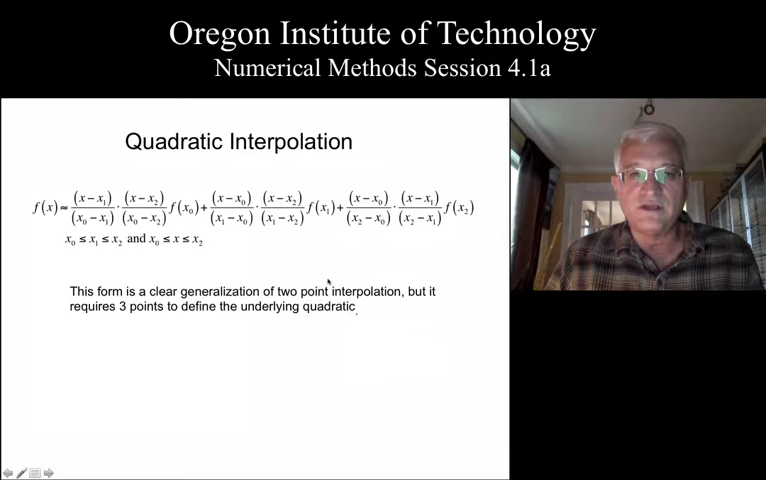 Oregon Institute of Technology
Numerical Methods Session 4.1a
Quadratic Interpolation
f(x) ≈ (x − x₁)/(x₀ − x₁) · (x − x₂)/(x₀ − x₂) f(x₀) + (x − x₀)/(x₁ − x₀) · (x − x₂)/(x₁ − x₂) f(x₁) + (x − x₀)/(x₂ − x₀) · (x − x₁)/(x₂ − x₁) f(x₂)
x₀ ≤ x₁ ≤ x₂ and x₀ ≤ x ≤ x₂
This form is a clear generalization of two point interpolation, but it
requires 3 points to define the underlying quadratic.